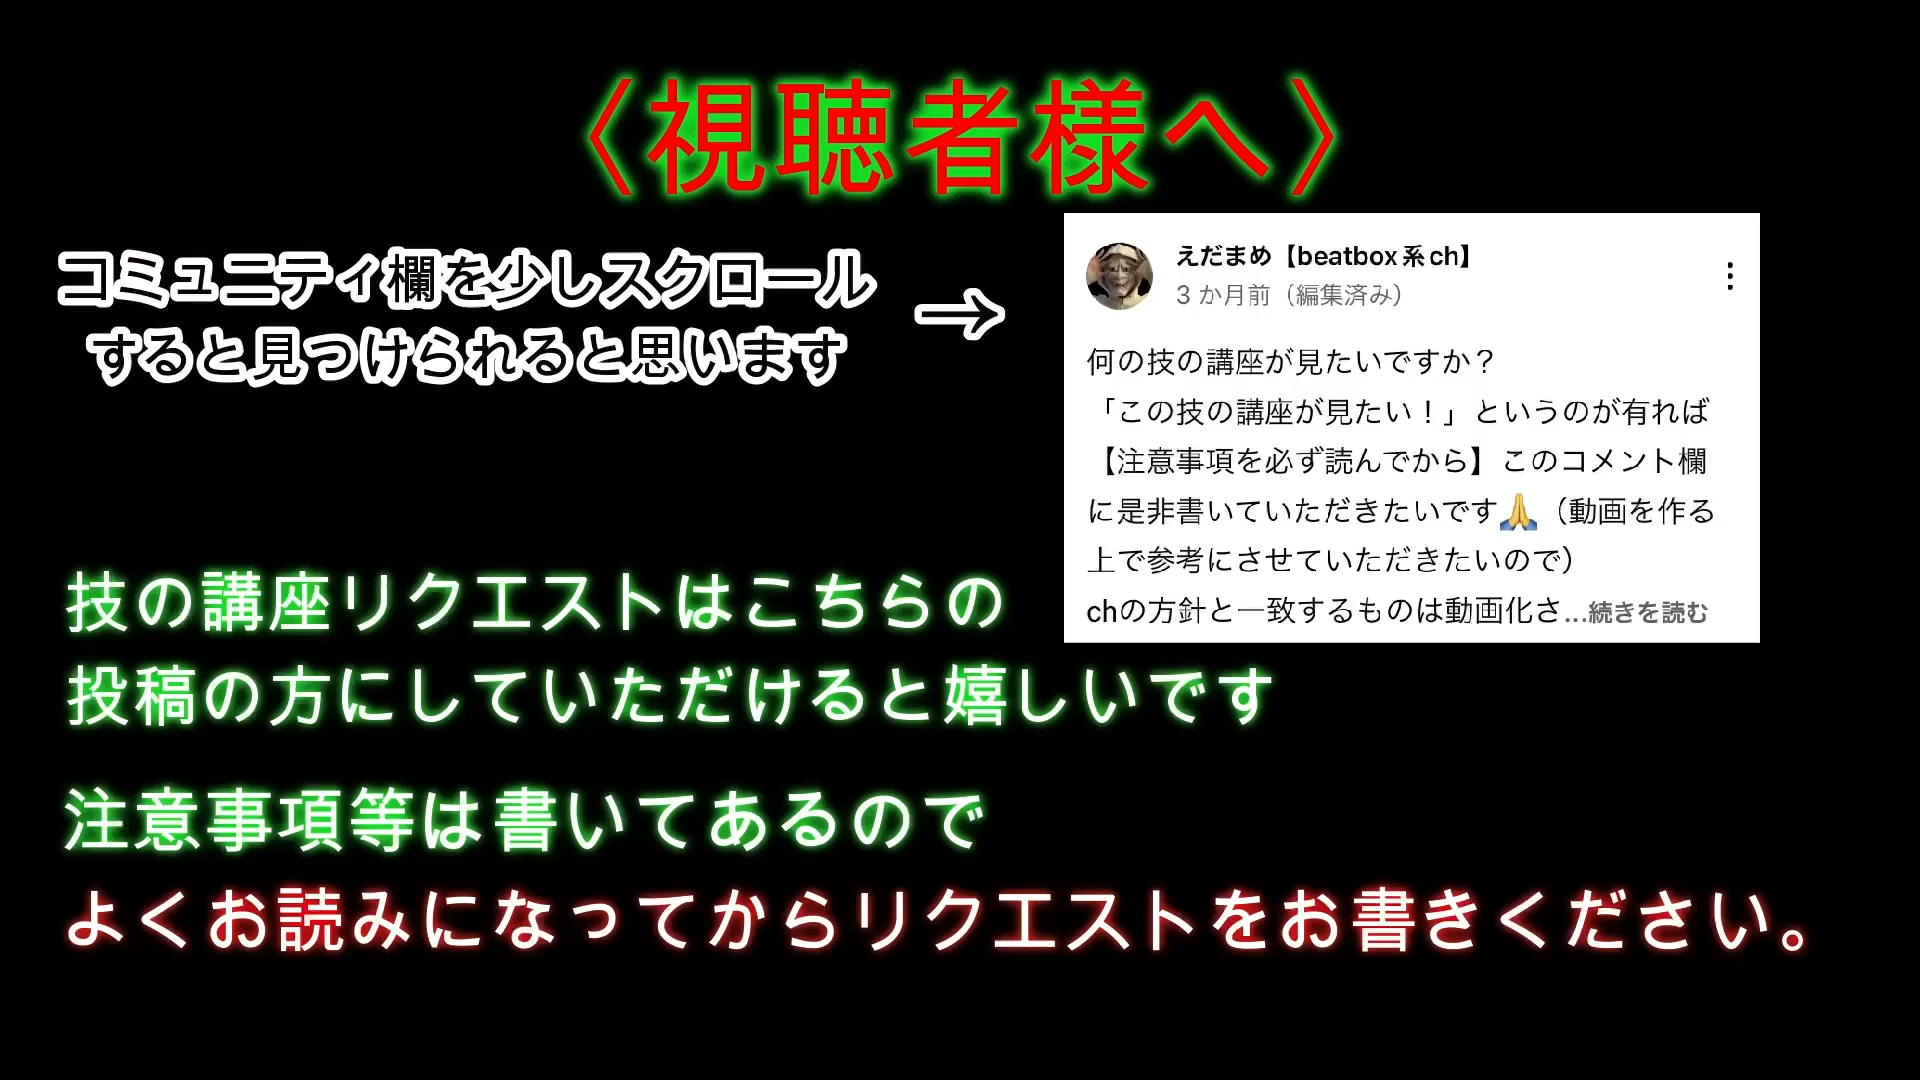 〈視聴者様へ〉
コミュニティ欄を少しスクロール
すると見つけられると思います
→
えだまめ【beatbox系ch】
3 か月前（編集済み）
何の技の講座が見たいですか？
「この技の講座が見たい！」というのが有れば
【注意事項を必ず読んでから】このコメント欄
に是非書いていただきたいです🙏（動画を作る
上で参考にさせていただきたいので）
chの方針と一致するものは動画化さ...続きを読む
技の講座リクエストはこちらの
投稿の方にしていただけると嬉しいです
注意事項等は書いてあるので
よくお読みになってからリクエストをお書きください。